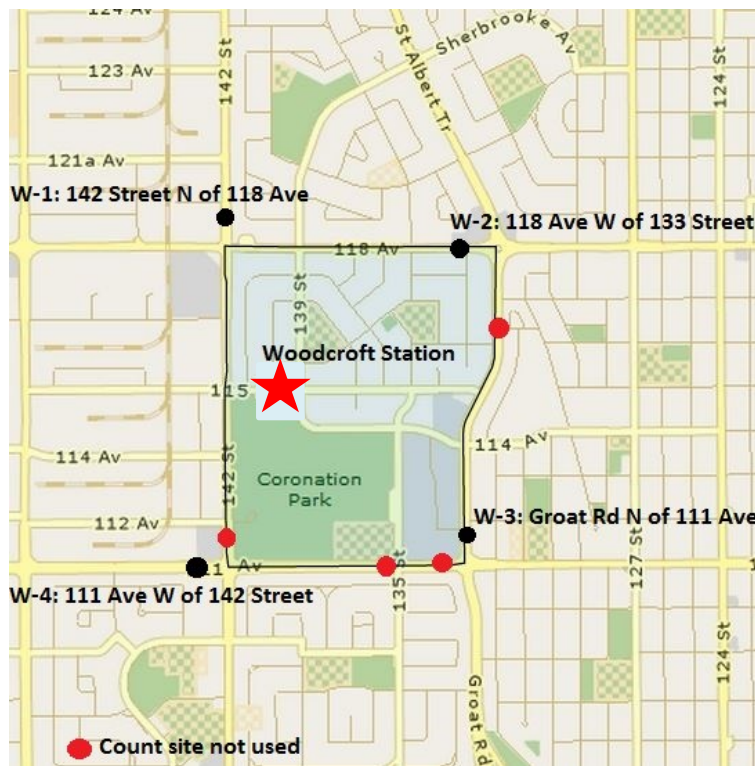 124 Av
123 Av
142 St
St Albert Tr
Sherbrooke Av
124 St
121a Av
W-1: 142 Street N of 118 Ave
W-2: 118 Ave W of 133 Street
118 Av
139 St
Woodcroft Station
115
114 Av
142 St
Coronation
Park
114 Av
112 Av
W-3: Groat Rd N of 111 Ave
11 Av
W-4: 111 Ave W of 142 Street
135 St
127 St
124 St
Groat Rd
Count site not used